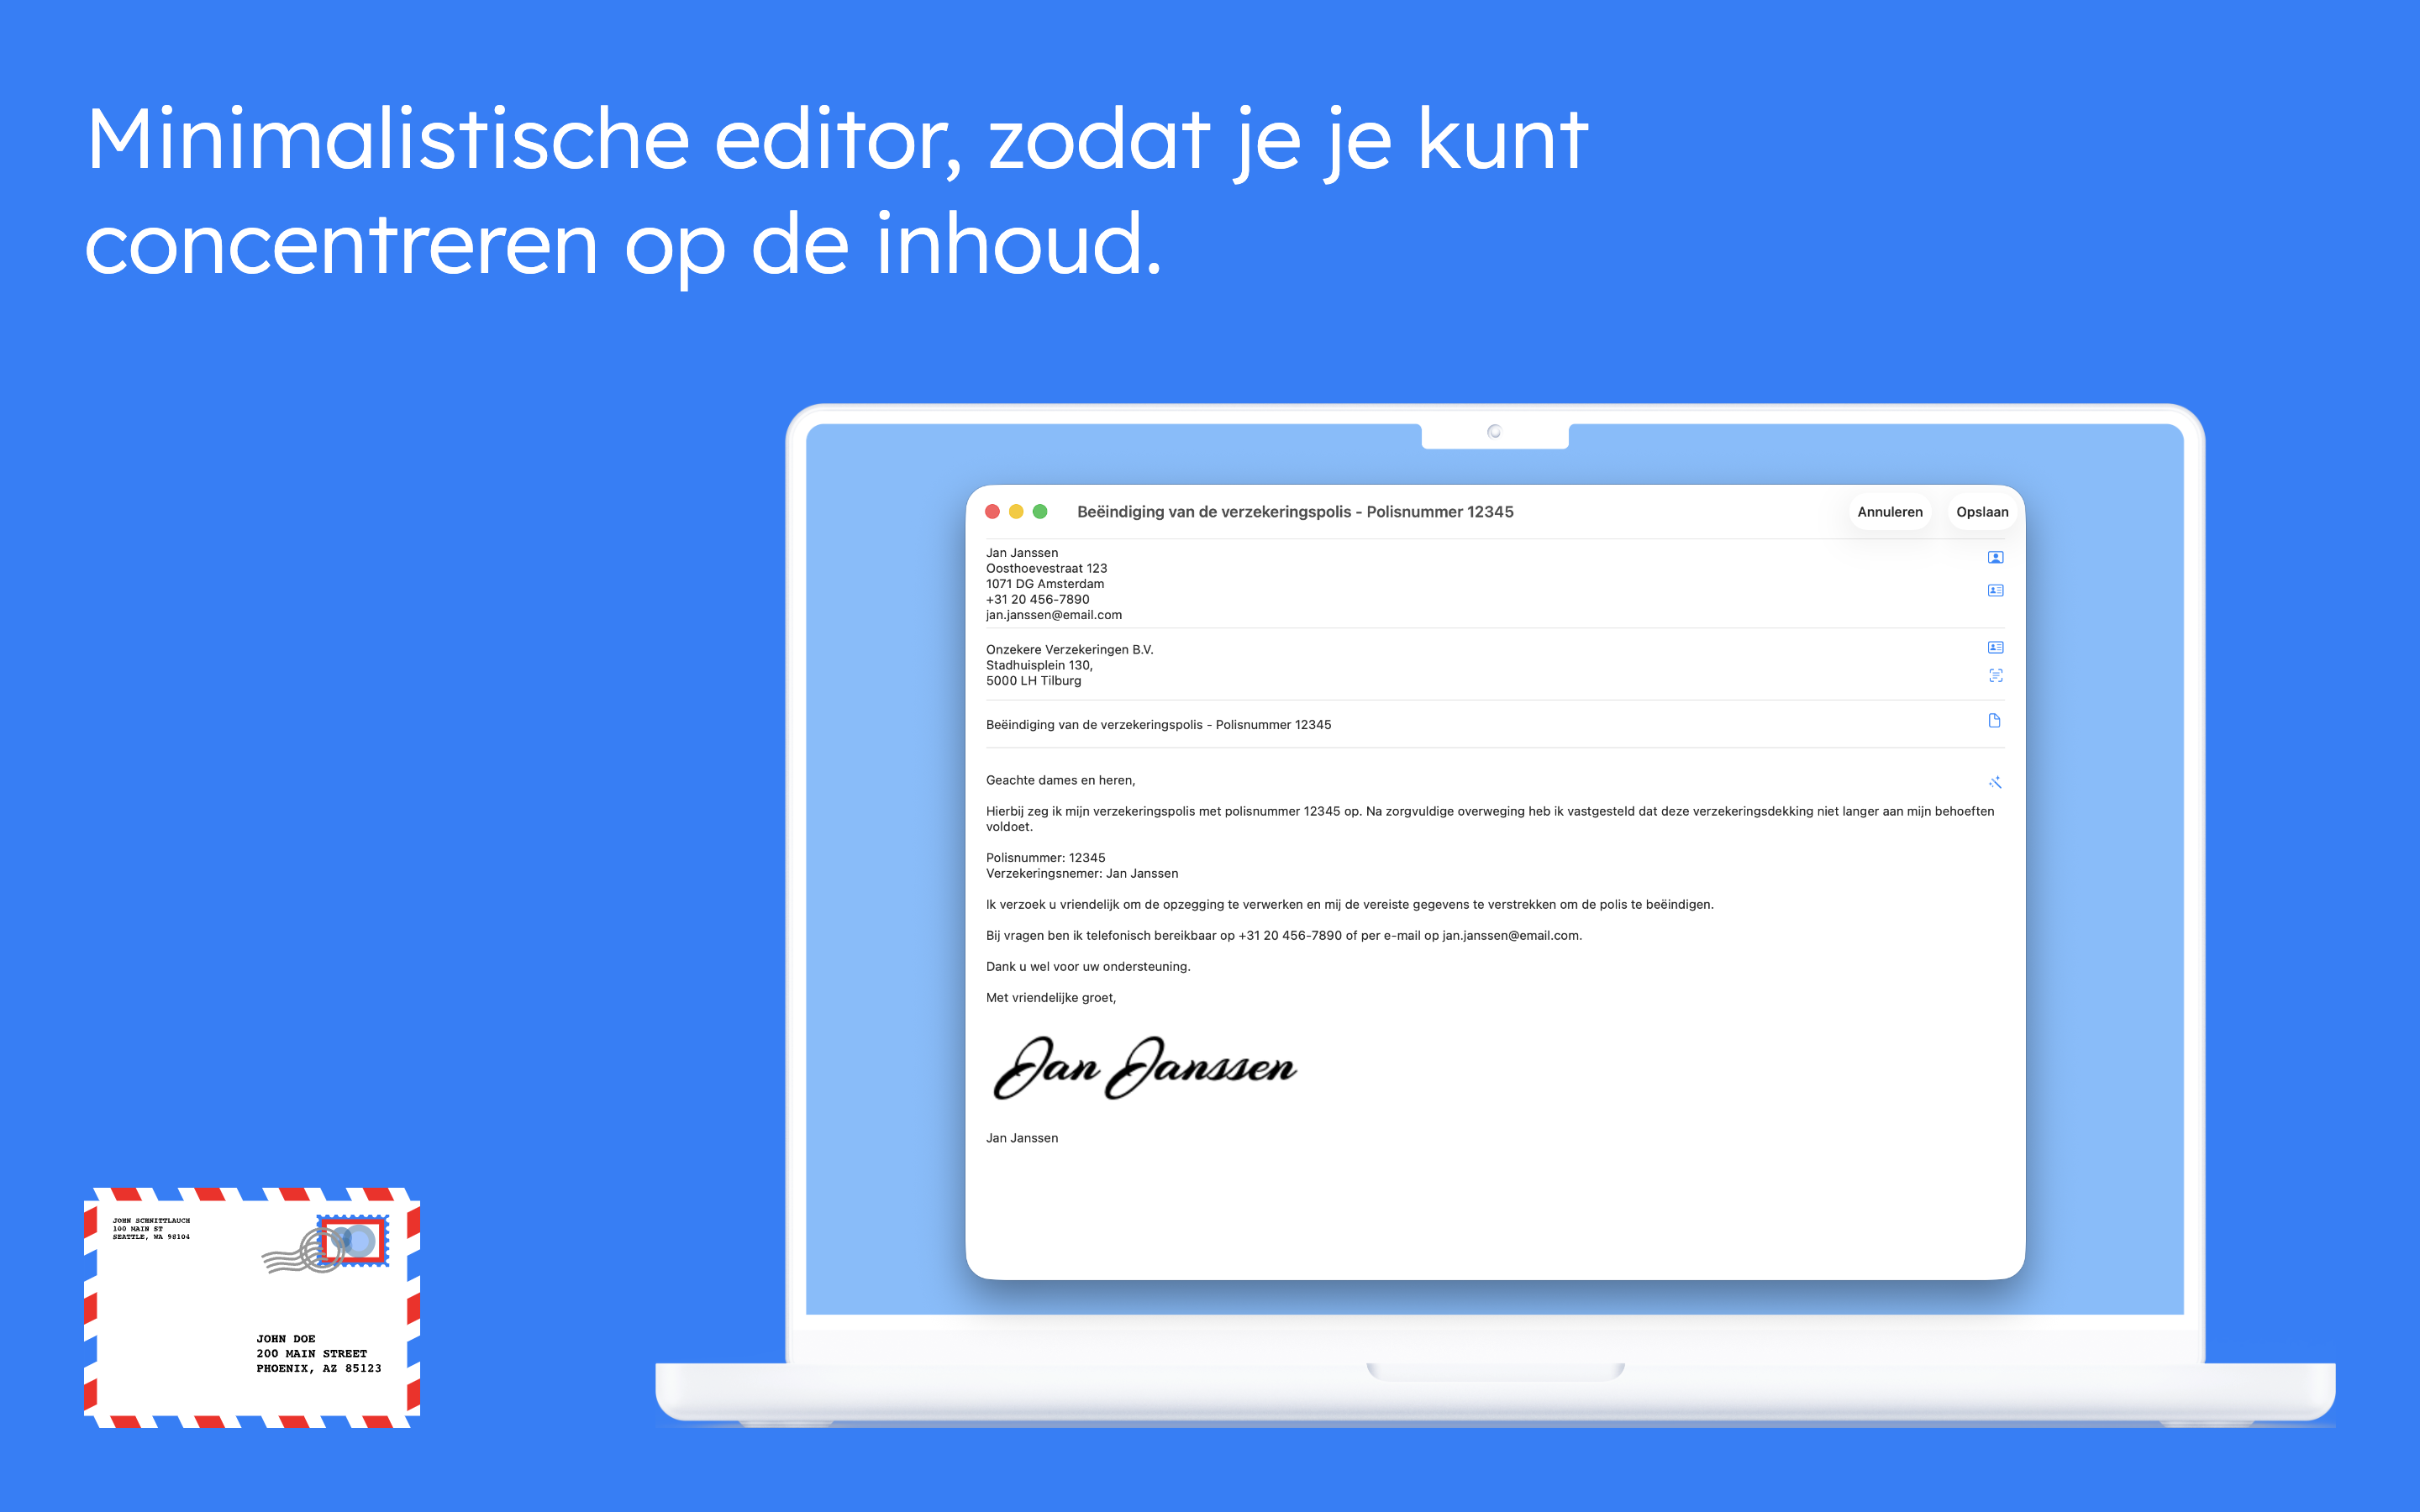 Minimalistische editor, zodat je je kunt
concentreren op de inhoud.
Beëindiging van de verzekeringspolis - Polisnummer 12345
Annuleren
Opslaan
Jan Janssen
Oosthoevestraat 123
1071 DG Amsterdam
+31 20 456-7890
jan.janssen@email.com
Onzekere Verzekeringen B.V.
Stadhuisplein 130,
5000 LH Tilburg
Beëindiging van de verzekeringspolis - Polisnummer 12345
Geachte dames en heren,
Hierbij zeg ik mijn verzekeringspolis met polisnummer 12345 op. Na zorgvuldige overweging heb ik vastgesteld dat deze verzekeringsdekking niet langer aan mijn behoeften
voldoet.
Polisnummer: 12345
Verzekeringsnemer: Jan Janssen
Ik verzoek u vriendelijk om de opzegging te verwerken en mij de vereiste gegevens te verstrekken om de polis te beëindigen.
Bij vragen ben ik telefonisch bereikbaar op +31 20 456-7890 of per e-mail op jan.janssen@email.com.
Dank u wel voor uw ondersteuning.
Met vriendelijke groet,
Jan Janssen
Jan Janssen
JOHN SCHNITTLAUCH
100 MAIN ST
SEATTLE, WA 98104
JOHN DOE
200 MAIN STREET
PHOENIX, AZ 85123